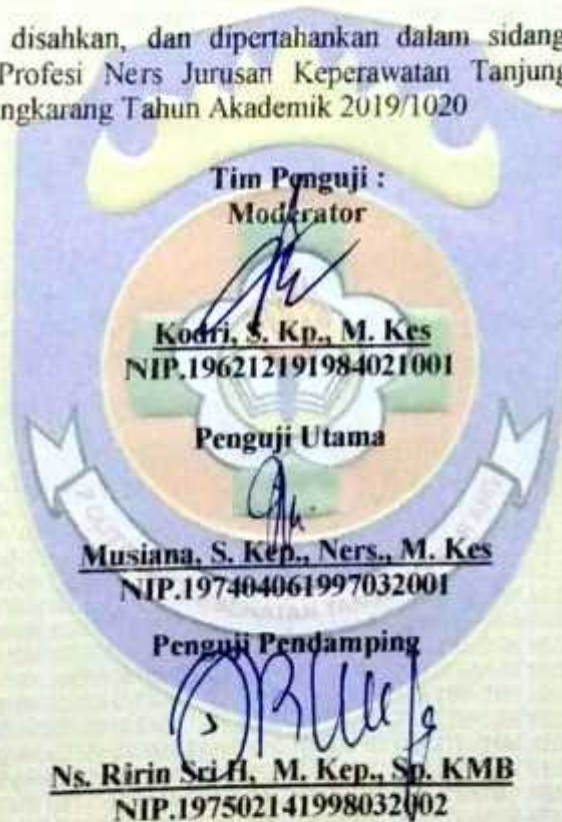 disahkan, dan dipertahankan dalam sidang
Profesi Ners Jurusan Keperawatan Tanjung
ngkarang Tahun Akademik 2019/1020
Tim Penguji :
Moderator
Kodri, S. Kp., M. Kes
NIP.196212191984021001
Penguji Utama
Musiana, S. Kep., Ners., M. Kes
NIP.197404061997032001
Penguji Pendamping
Ns. Ririn Sri H, M. Kep., Sp. KMB
NIP.197502141998032002